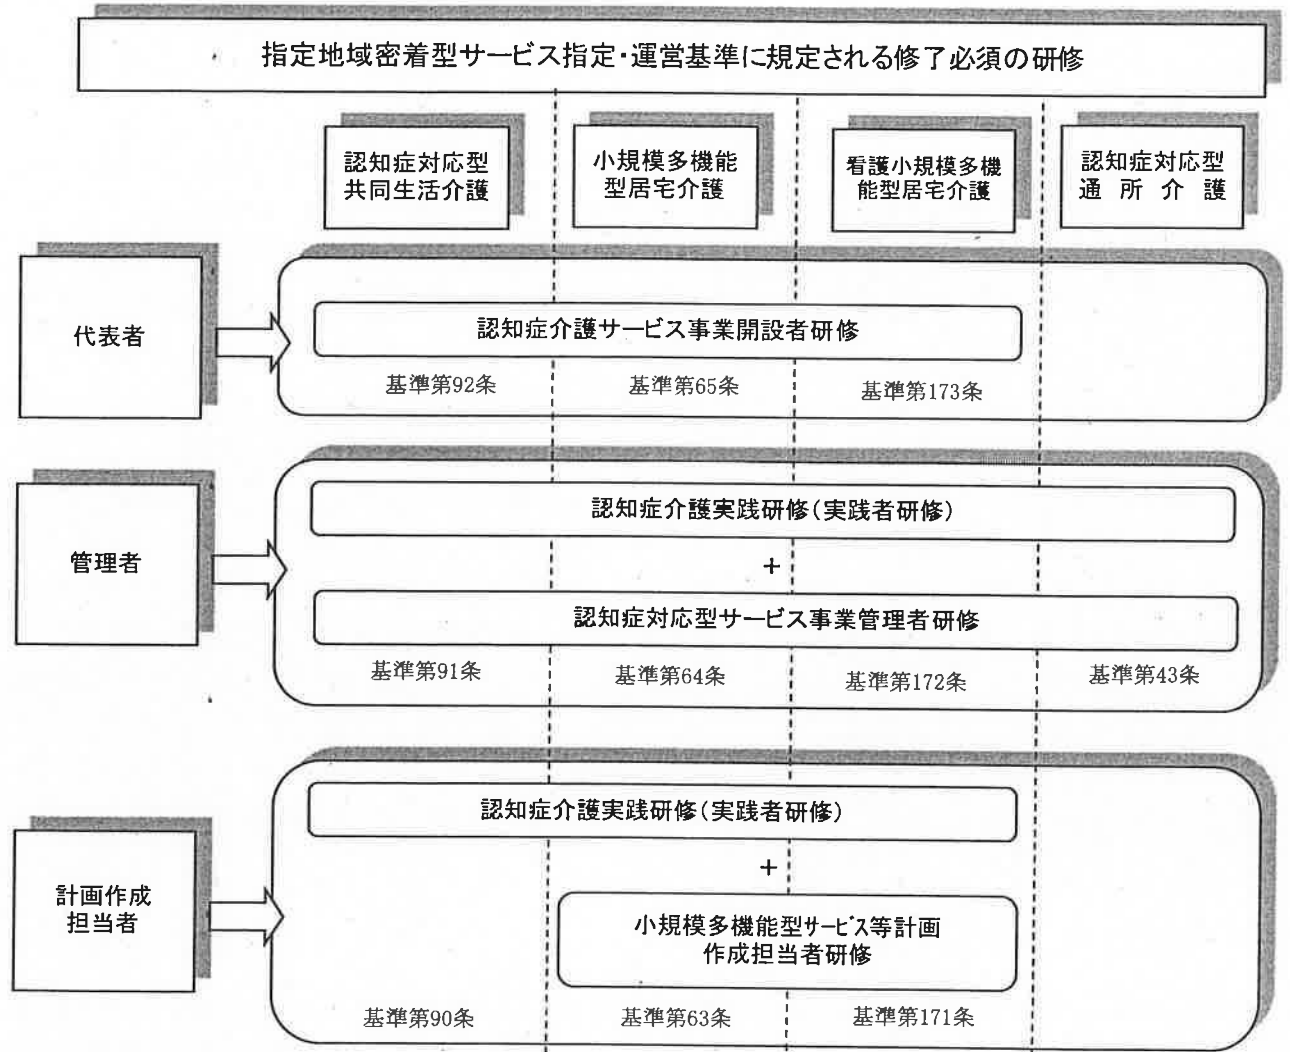 指定地域密着型サービス指定・運営基準に規定される修了必須の研修
認知症対応型
共同生活介護
小規模多機能
型居宅介護
看護小規模多機
能型居宅介護
認知症対応型
通所介護
代表者
認知症介護サービス事業開設者研修
基準第92条
基準第65条
基準第173条
管理者
認知症介護実践研修(実践者研修)
+
認知症対応型サービス事業管理者研修
基準第91条
基準第64条
基準第172条
基準第43条
計画作成
担当者
認知症介護実践研修(実践者研修)
+
小規模多機能型サービス等計画
作成担当者研修
基準第90条
基準第63条
基準第171条